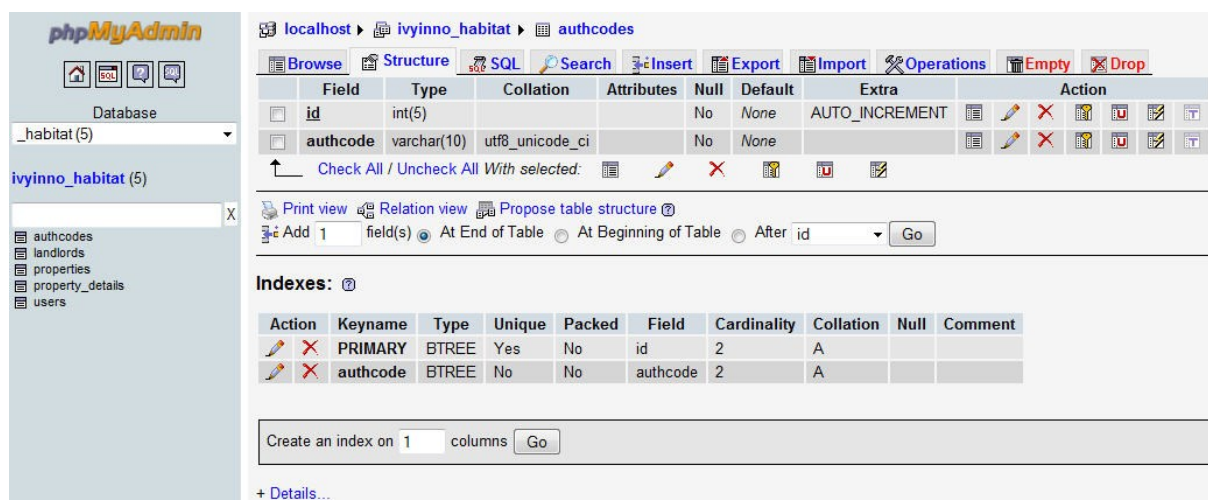 phpMyAdmin
SQL
Database
_habitat (5)
ivyinno_habitat (5)
X
authcodes
landlords
properties
property_details
users
localhost ▸ ivyinno_habitat ▸ authcodes
Browse Structure SQL Search Insert Export Import Operations Empty Drop
Field Type Collation Attributes Null Default Extra Action
id int(5) No None AUTO_INCREMENT
authcode varchar(10) utf8_unicode_ci No None
Check All / Uncheck All With selected:
Print view Relation view Propose table structure
Add 1 field(s) At End of Table At Beginning of Table After id Go
Indexes:
Action Keyname Type Unique Packed Field Cardinality Collation Null Comment
PRIMARY BTREE Yes No id 2 A
authcode BTREE No No authcode 2 A
Create an index on 1 columns Go
+ Details...